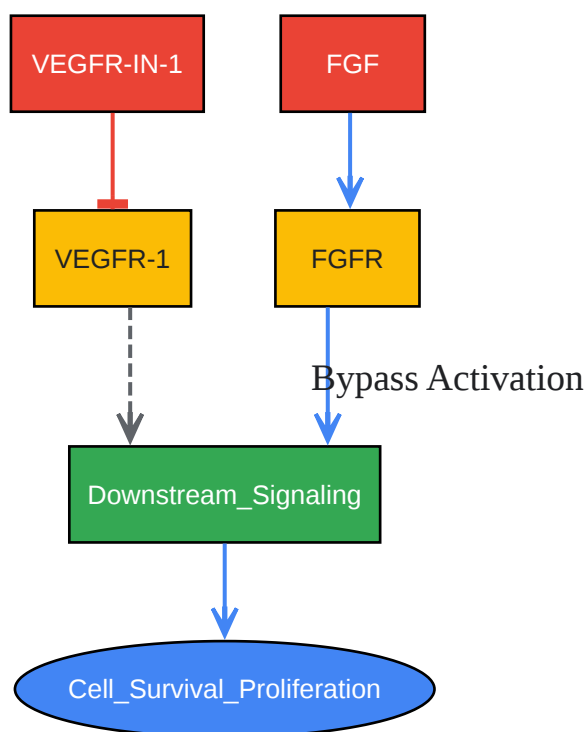 VEGFR-IN-1
FGF
VEGFR-1
FGFR
Bypass Activation
Downstream_Signaling
Cell_Survival_Proliferation